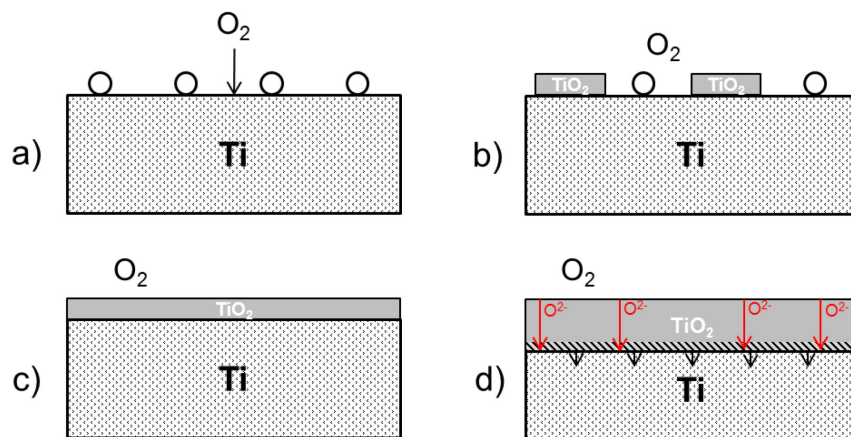 O₂
a)
Ti
O₂
TiO₂
TiO₂
b)
Ti
O₂
TiO₂
c)
Ti
O₂
O²⁻ O²⁻ O²⁻ O²⁻
TiO₂
d)
Ti